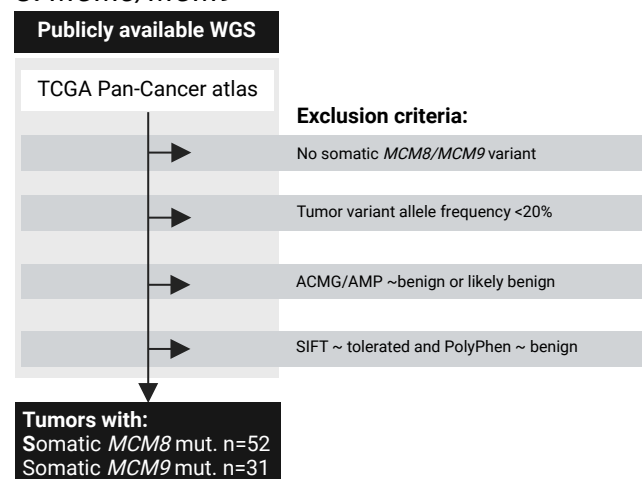 Publicly available WGS
TCGA Pan-Cancer atlas
Exclusion criteria:
No somatic MCM8/MCM9 variant
Tumor variant allele frequency <20%
ACMG/AMP ~benign or likely benign
SIFT ~ tolerated and PolyPhen ~ benign
Tumors with:
Somatic MCM8 mut. n=52
Somatic MCM9 mut. n=31